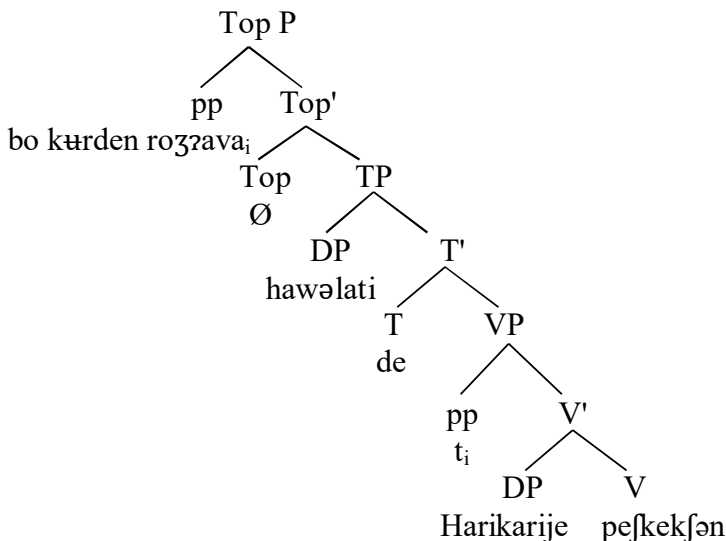 Top P
pp Top'
bo kʉrden roʒʔavaᵢ
Top TP
Ø
DP T'
hawəlati
T VP
de
pp V'
tᵢ
DP V
Harikarije peʃkekʃən